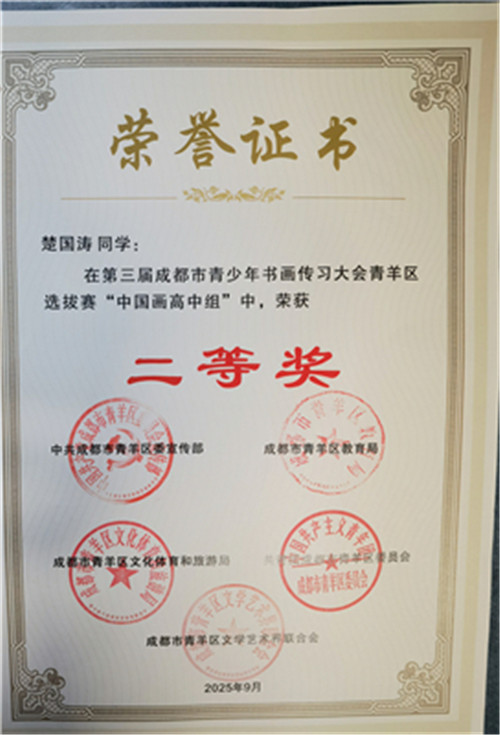 荣誉证书
楚国涛 同学：
在第三届成都市青少年书画传习大会青羊区
选拔赛“中国画高中组”中，荣获
二等奖
中共成都市青羊区委宣传部
成都市青羊区教育局
成都市青羊区文化体育和旅游局
成都市青羊区委员会
成都市青羊区文学艺术界联合会
2025年9月